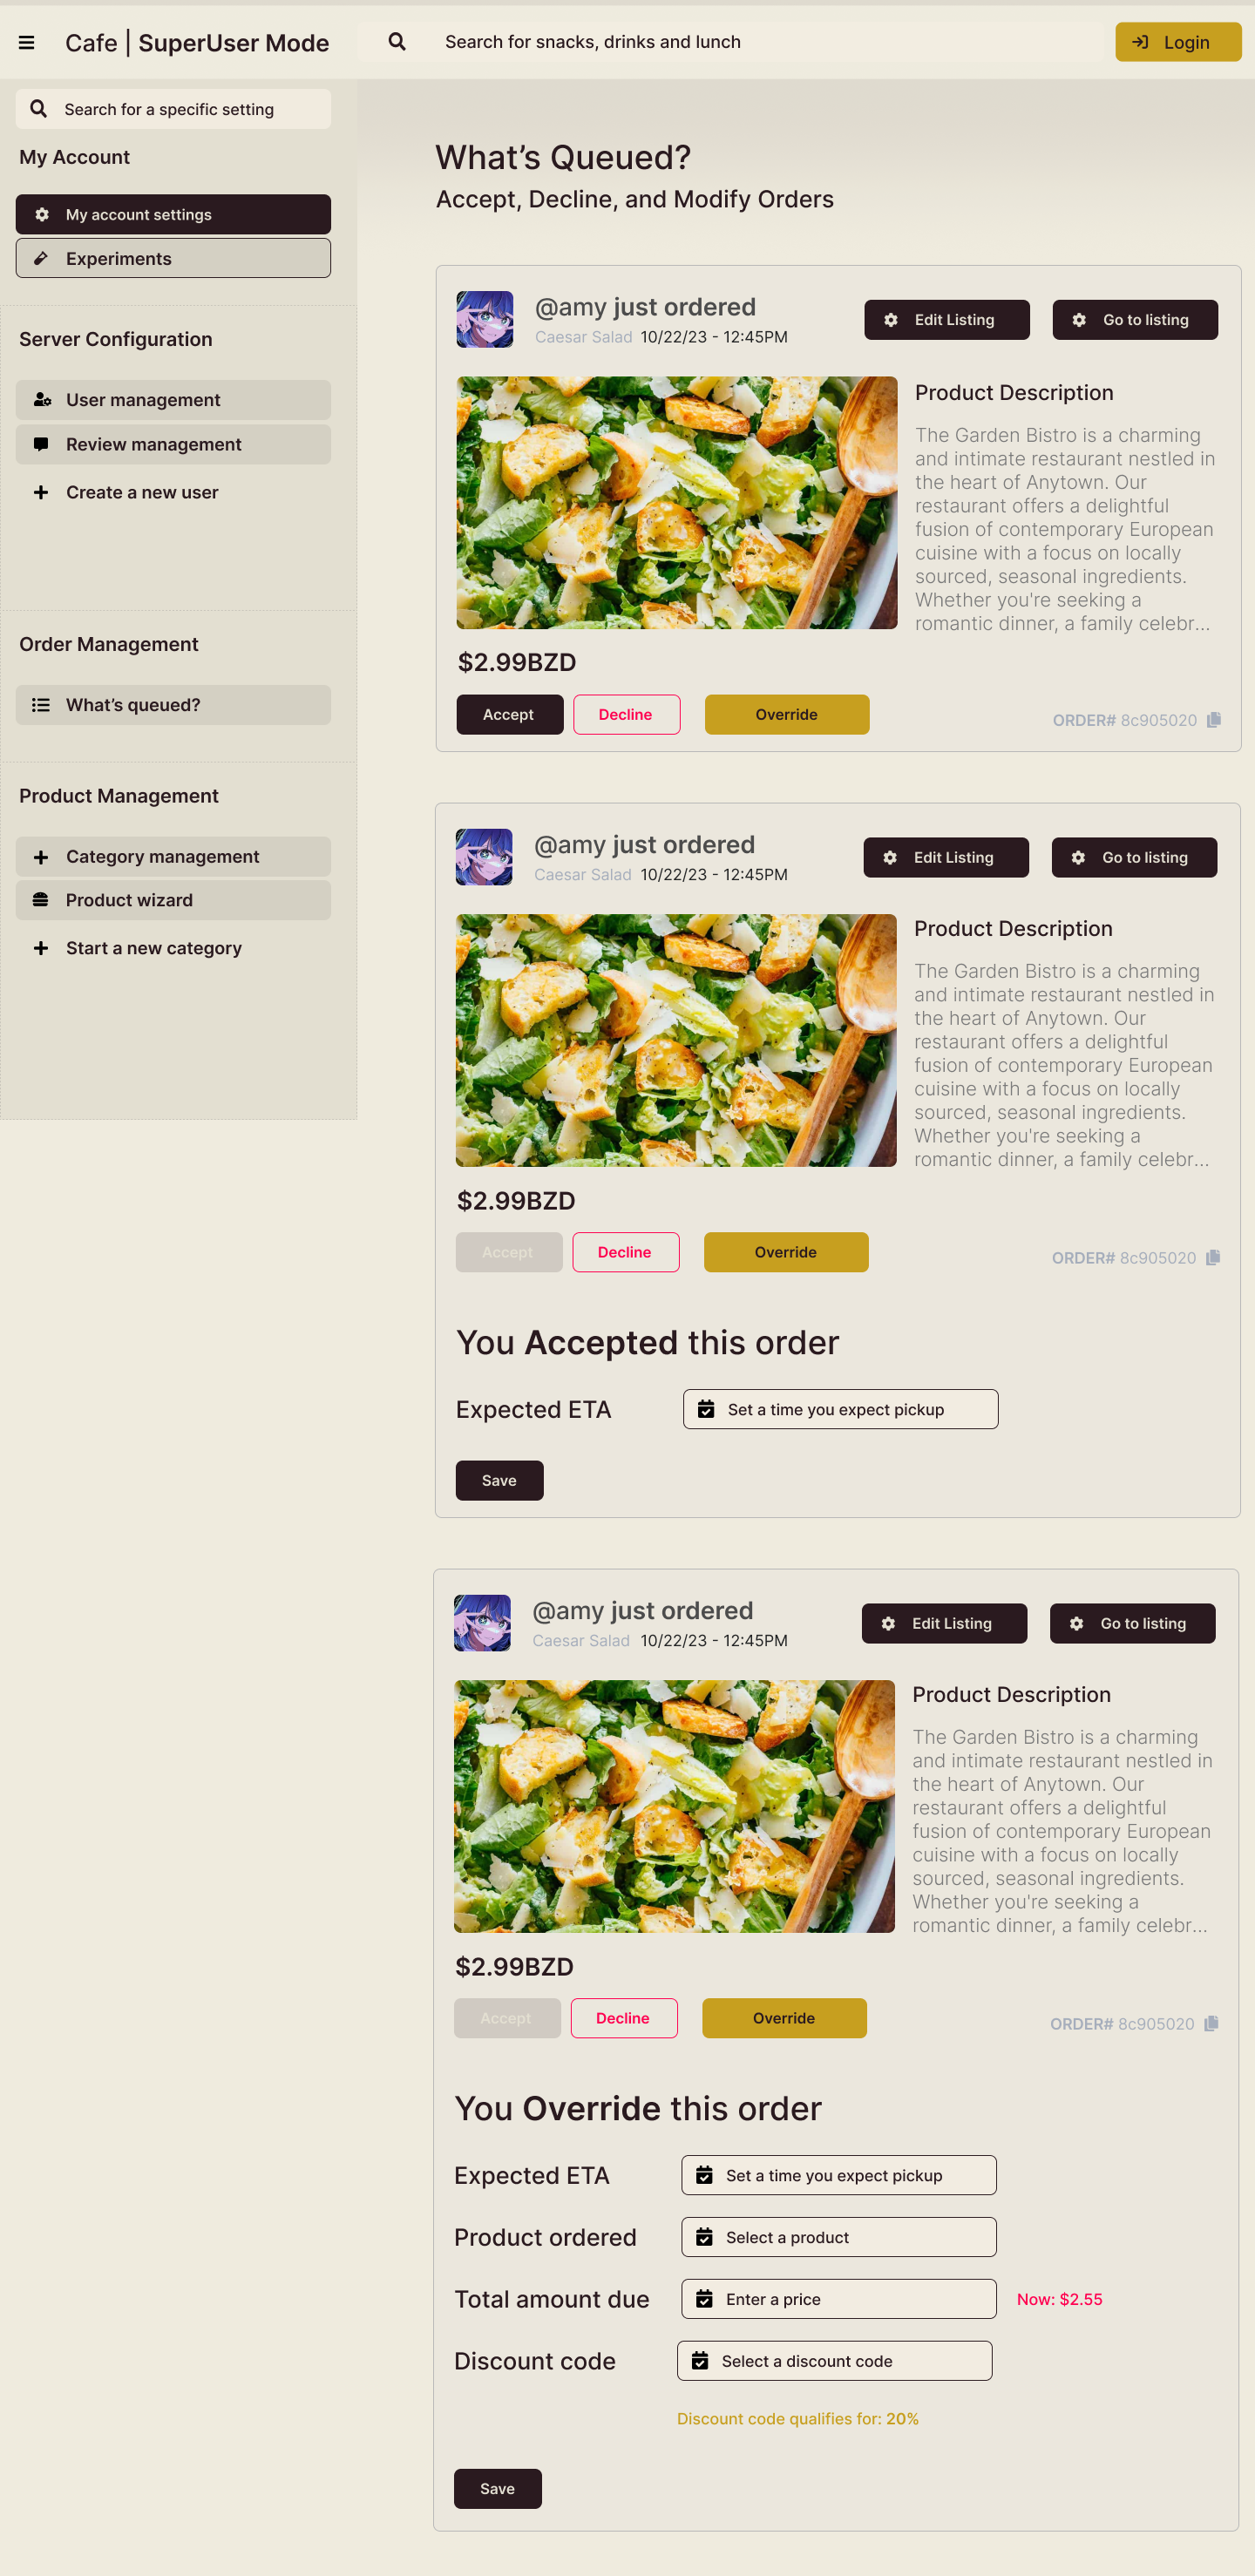 Cafe | SuperUser Mode
Search for snacks, drinks and lunch
Login
Search for a specific setting
My Account
My account settings
Experiments
Server Configuration
User management
Review management
Create a new user
Order Management
What's queued?
Product Management
Category management
Product wizard
Start a new category
What's Queued?
Accept, Decline, and Modify Orders
@amy just ordered
Caesar Salad 10/22/23 - 12:45PM
Edit Listing
Go to listing
Product Description
The Garden Bistro is a charming
and intimate restaurant nestled in
the heart of Anytown. Our
restaurant offers a delightful
fusion of contemporary European
cuisine with a focus on locally
sourced, seasonal ingredients.
Whether you're seeking a
romantic dinner, a family celebr...
$2.99BZD
Accept
Decline
Override
ORDER# 8c905020
@amy just ordered
Caesar Salad 10/22/23 - 12:45PM
Edit Listing
Go to listing
Product Description
The Garden Bistro is a charming
and intimate restaurant nestled in
the heart of Anytown. Our
restaurant offers a delightful
fusion of contemporary European
cuisine with a focus on locally
sourced, seasonal ingredients.
Whether you're seeking a
romantic dinner, a family celebr...
$2.99BZD
Accept
Decline
Override
ORDER# 8c905020
You Accepted this order
Expected ETA
Set a time you expect pickup
Save
@amy just ordered
Caesar Salad 10/22/23 - 12:45PM
Edit Listing
Go to listing
Product Description
The Garden Bistro is a charming
and intimate restaurant nestled in
the heart of Anytown. Our
restaurant offers a delightful
fusion of contemporary European
cuisine with a focus on locally
sourced, seasonal ingredients.
Whether you're seeking a
romantic dinner, a family celebr...
$2.99BZD
Accept
Decline
Override
ORDER# 8c905020
You Override this order
Expected ETA
Set a time you expect pickup
Product ordered
Select a product
Total amount due
Enter a price
Now: $2.55
Discount code
Select a discount code
Discount code qualifies for: 20%
Save